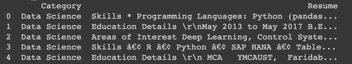 Category Resume
0 Data Science Skills * Programming Languages: Python (pandas...
1 Data Science Education Details \r\nMay 2013 to May 2017 B.E...
2 Data Science Areas of Interest Deep Learning, Control Syste...
3 Data Science Skills â€¢ R â€¢ Python â€¢ SAP HANA â€¢ Table...
4 Data Science Education Details \r\n MCA YMCAUST, Faridab...